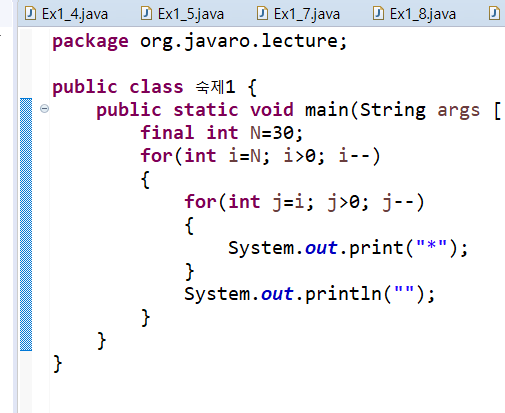 Ex1_4.java Ex1_5.java Ex1_7.java Ex1_8.java
package org.javaro.lecture;
public class 숙제1 {
public static void main(String args [
final int N=30;
for(int i=N; i>0; i--)
{
for(int j=i; j>0; j--)
{
System.out.print("*");
}
System.out.println("");
}
}
}